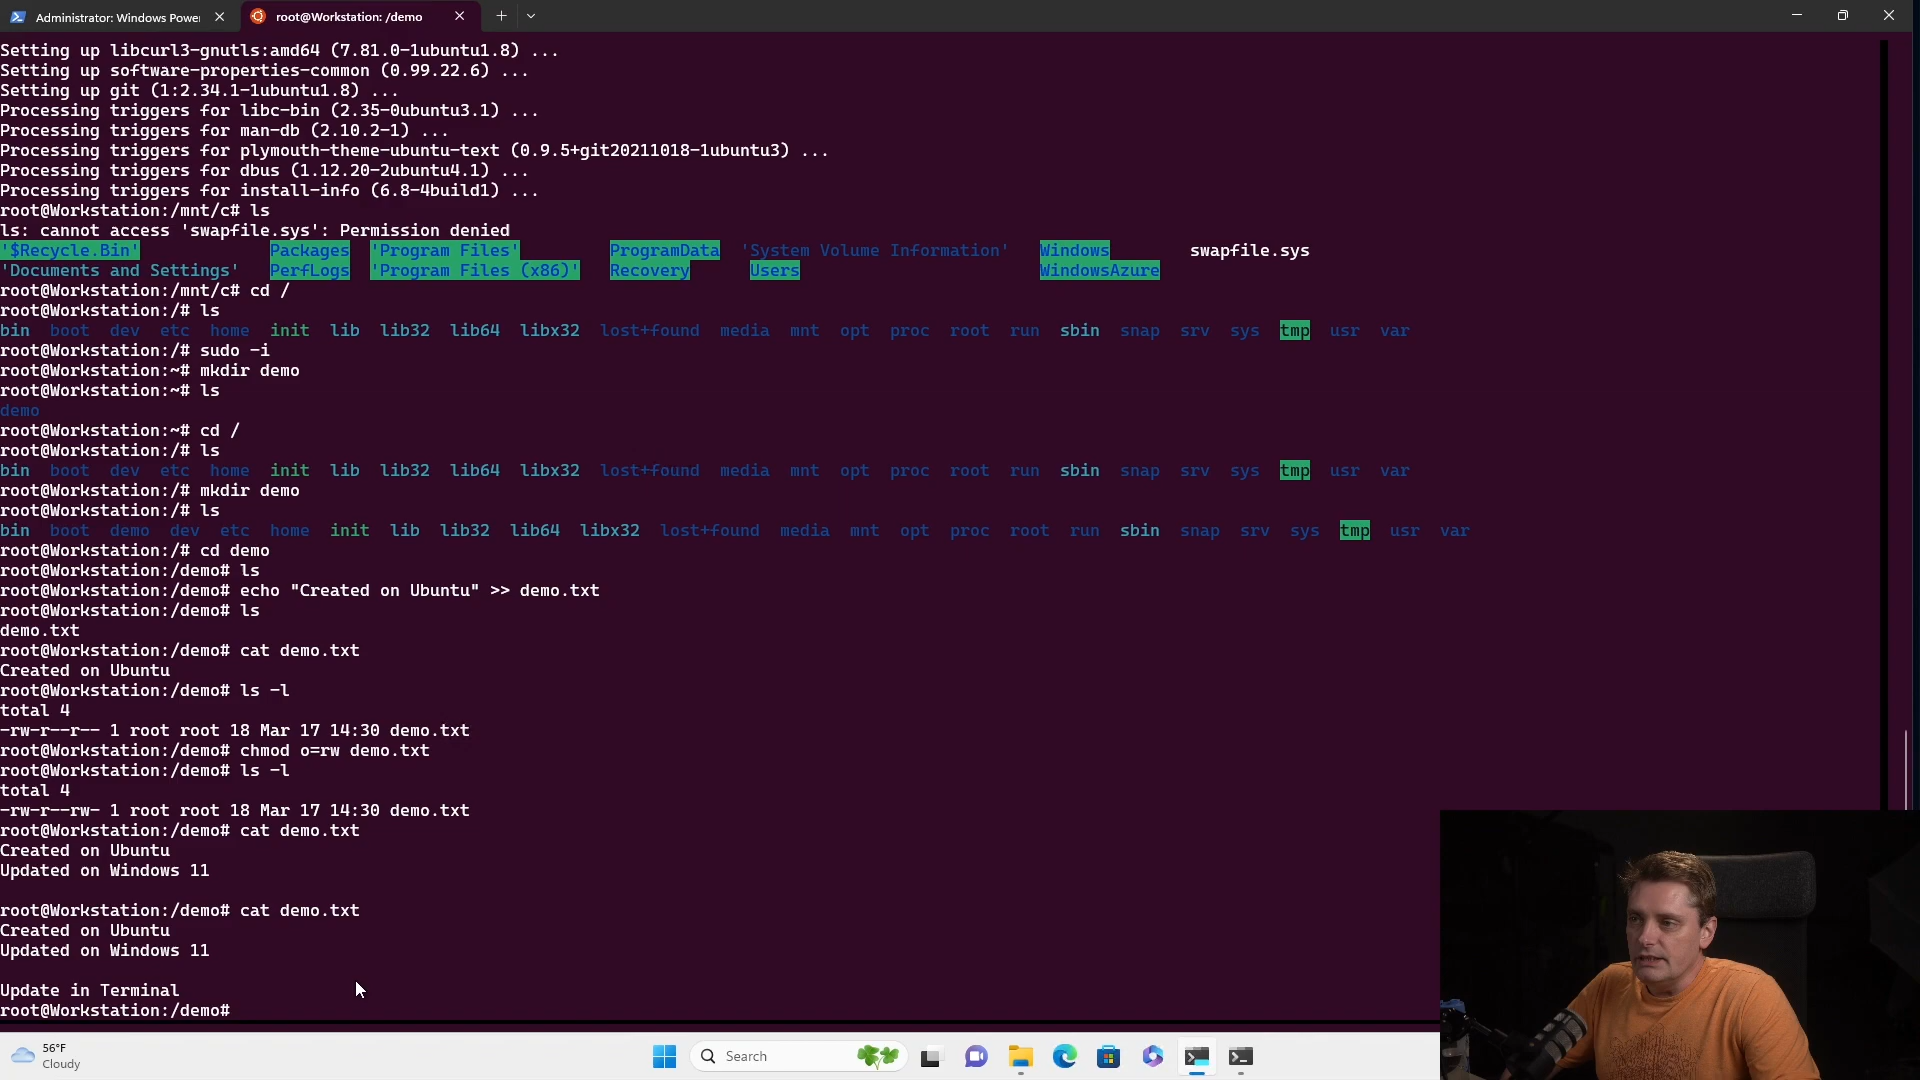 Administrator: Windows Power
root@Workstation: /demo
Setting up libcurl3-gnutls:amd64 (7.81.0-1ubuntu1.8) ...
Setting up software-properties-common (0.99.22.6) ...
Setting up git (1:2.34.1-1ubuntu1.8) ...
Processing triggers for libc-bin (2.35-0ubuntu3.1) ...
Processing triggers for man-db (2.10.2-1) ...
Processing triggers for plymouth-theme-ubuntu-text (0.9.5+git20211018-1ubuntu3) ...
Processing triggers for dbus (1.12.20-2ubuntu4.1) ...
Processing triggers for install-info (6.8-4build1) ...
root@Workstation:/mnt/c# ls
ls: cannot access 'swapfile.sys': Permission denied
'$Recycle.Bin' Packages 'Program Files' ProgramData 'System Volume Information' Windows swapfile.sys
'Documents and Settings' PerfLogs 'Program Files (x86)' Recovery Users WindowsAzure
root@Workstation:/mnt/c# cd /
root@Workstation:/# ls
bin boot dev etc home init lib lib32 lib64 libx32 lost+found media mnt opt proc root run sbin snap srv sys tmp usr var
root@Workstation:/# sudo -i
root@Workstation:~# mkdir demo
root@Workstation:~# ls
demo
root@Workstation:~# cd /
root@Workstation:/# ls
bin boot dev etc home init lib lib32 lib64 libx32 lost+found media mnt opt proc root run sbin snap srv sys tmp usr var
root@Workstation:/# mkdir demo
root@Workstation:/# ls
bin boot demo dev etc home init lib lib32 lib64 libx32 lost+found media mnt opt proc root run sbin snap srv sys tmp usr var
root@Workstation:/# cd demo
root@Workstation:/demo# ls
root@Workstation:/demo# echo "Created on Ubuntu" >> demo.txt
root@Workstation:/demo# ls
demo.txt
root@Workstation:/demo# cat demo.txt
Created on Ubuntu
root@Workstation:/demo# ls -l
total 4
-rw-r--r-- 1 root root 18 Mar 17 14:30 demo.txt
root@Workstation:/demo# chmod o=rw demo.txt
root@Workstation:/demo# ls -l
total 4
-rw-r--rw- 1 root root 18 Mar 17 14:30 demo.txt
root@Workstation:/demo# cat demo.txt
Created on Ubuntu
Updated on Windows 11
root@Workstation:/demo# cat demo.txt
Created on Ubuntu
Updated on Windows 11
Update in Terminal
root@Workstation:/demo#
56°F
Cloudy
Search